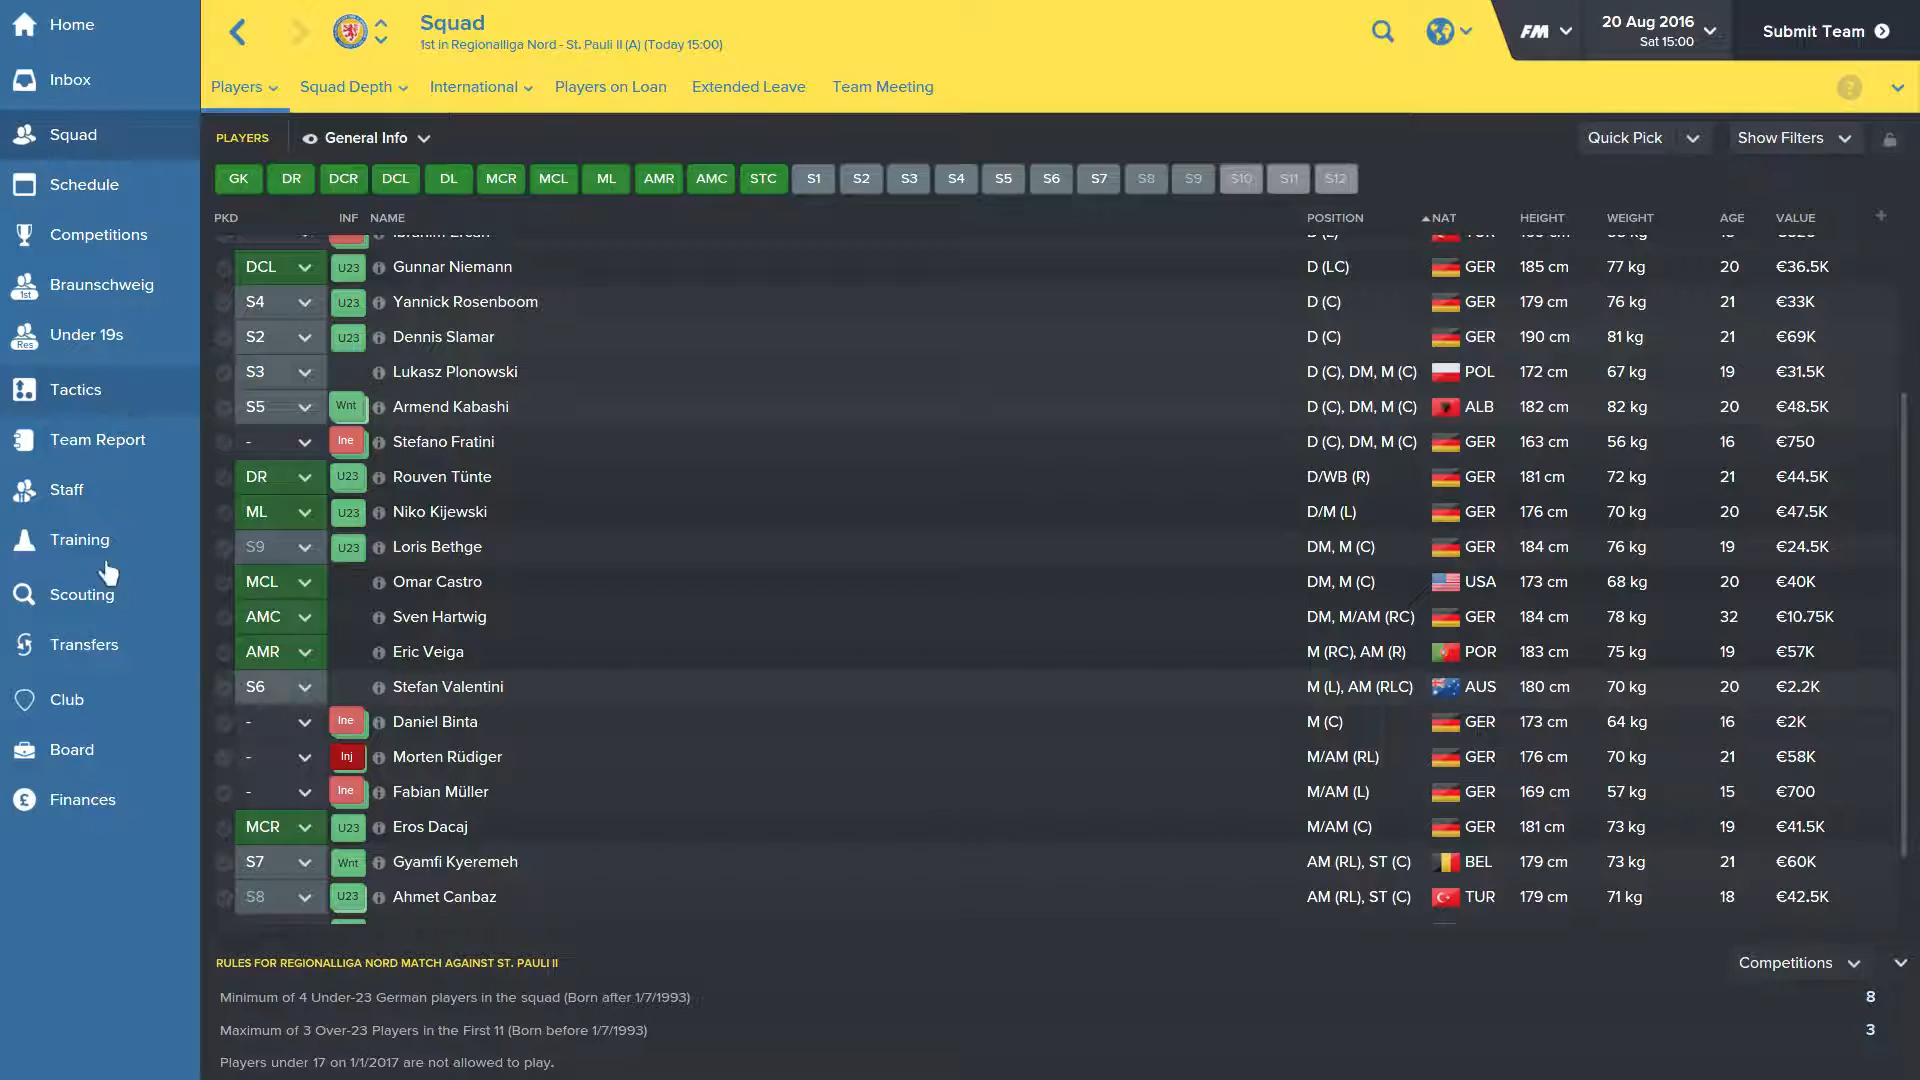 Home
Inbox
Squad
Schedule
Competitions
Braunschweig
1st
Under 19s
Res
Tactics
Team Report
Staff
Training
Scouting
Transfers
Club
Board
Finances
Squad
1st in Regionalliga Nord - St. Pauli II (A) (Today 15:00)
FM
20 Aug 2016
Sat 15:00
Submit Team
Players Squad Depth International Players on Loan Extended Leave Team Meeting
PLAYERS General Info Quick Pick Show Filters
GK DR DCR DCL DL MCR MCL ML AMR AMC STC S1 S2 S3 S4 S5 S6 S7 S8 S9 S10 S11 S12
PKD INF NAME POSITION NAT HEIGHT WEIGHT AGE VALUE
DCL U23 Gunnar Niemann D (LC) GER 185 cm 77 kg 20 €36.5K
S4 U23 Yannick Rosenboom D (C) GER 179 cm 76 kg 21 €33K
S2 U23 Dennis Slamar D (C) GER 190 cm 81 kg 21 €69K
S3 Lukasz Plonowski D (C), DM, M (C) POL 172 cm 67 kg 19 €31.5K
S5 Wnt Armend Kabashi D (C), DM, M (C) ALB 182 cm 82 kg 20 €48.5K
- Ine Stefano Fratini D (C), DM, M (C) GER 163 cm 56 kg 16 €750
DR U23 Rouven Tünte D/WB (R) GER 181 cm 72 kg 21 €44.5K
ML U23 Niko Kijewski D/M (L) GER 176 cm 70 kg 20 €47.5K
S9 U23 Loris Bethge DM, M (C) GER 184 cm 76 kg 19 €24.5K
MCL Omar Castro DM, M (C) USA 173 cm 68 kg 20 €40K
AMC Sven Hartwig DM, M/AM (RC) GER 184 cm 78 kg 32 €10.75K
AMR Eric Veiga M (RC), AM (R) POR 183 cm 75 kg 19 €57K
S6 Stefan Valentini M (L), AM (RLC) AUS 180 cm 70 kg 20 €2.2K
- Ine Daniel Binta M (C) GER 173 cm 64 kg 16 €2K
- Inj Morten Rüdiger M/AM (RL) GER 176 cm 70 kg 21 €58K
- Ine Fabian Müller M/AM (L) GER 169 cm 57 kg 15 €700
MCR U23 Eros Dacaj M/AM (C) GER 181 cm 73 kg 19 €41.5K
S7 Wnt Gyamfi Kyeremeh AM (RL), ST (C) BEL 179 cm 73 kg 21 €60K
S8 U23 Ahmet Canbaz AM (RL), ST (C) TUR 179 cm 71 kg 18 €42.5K
RULES FOR REGIONALLIGA NORD MATCH AGAINST ST. PAULI II Competitions
Minimum of 4 Under-23 German players in the squad (Born after 1/7/1993) 8
Maximum of 3 Over-23 Players in the First 11 (Born before 1/7/1993) 3
Players under 17 on 1/1/2017 are not allowed to play.